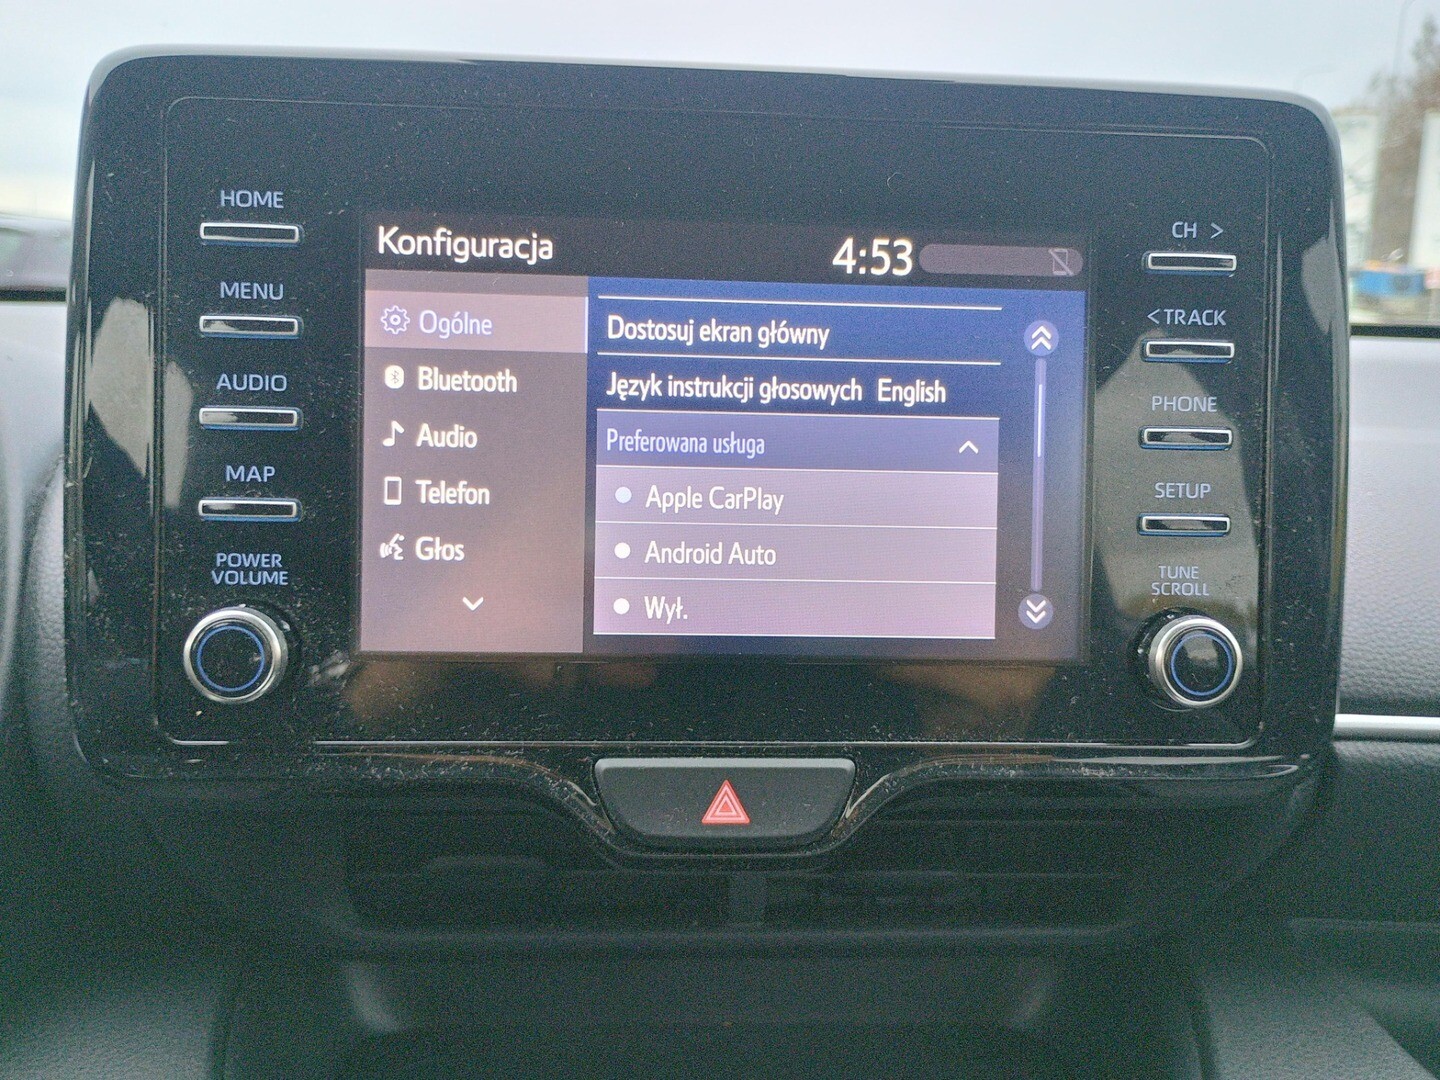 HOME
MENU
AUDIO
MAP
POWER
VOLUME
Konfiguracja
4:53
Ogólne
Bluetooth
Audio
Telefon
Głos
Dostosuj ekran główny
Język instrukcji głosowych English
Preferowana usługa
Apple CarPlay
Android Auto
Wył.
CH >
<TRACK
PHONE
SETUP
TUNE
SCROLL